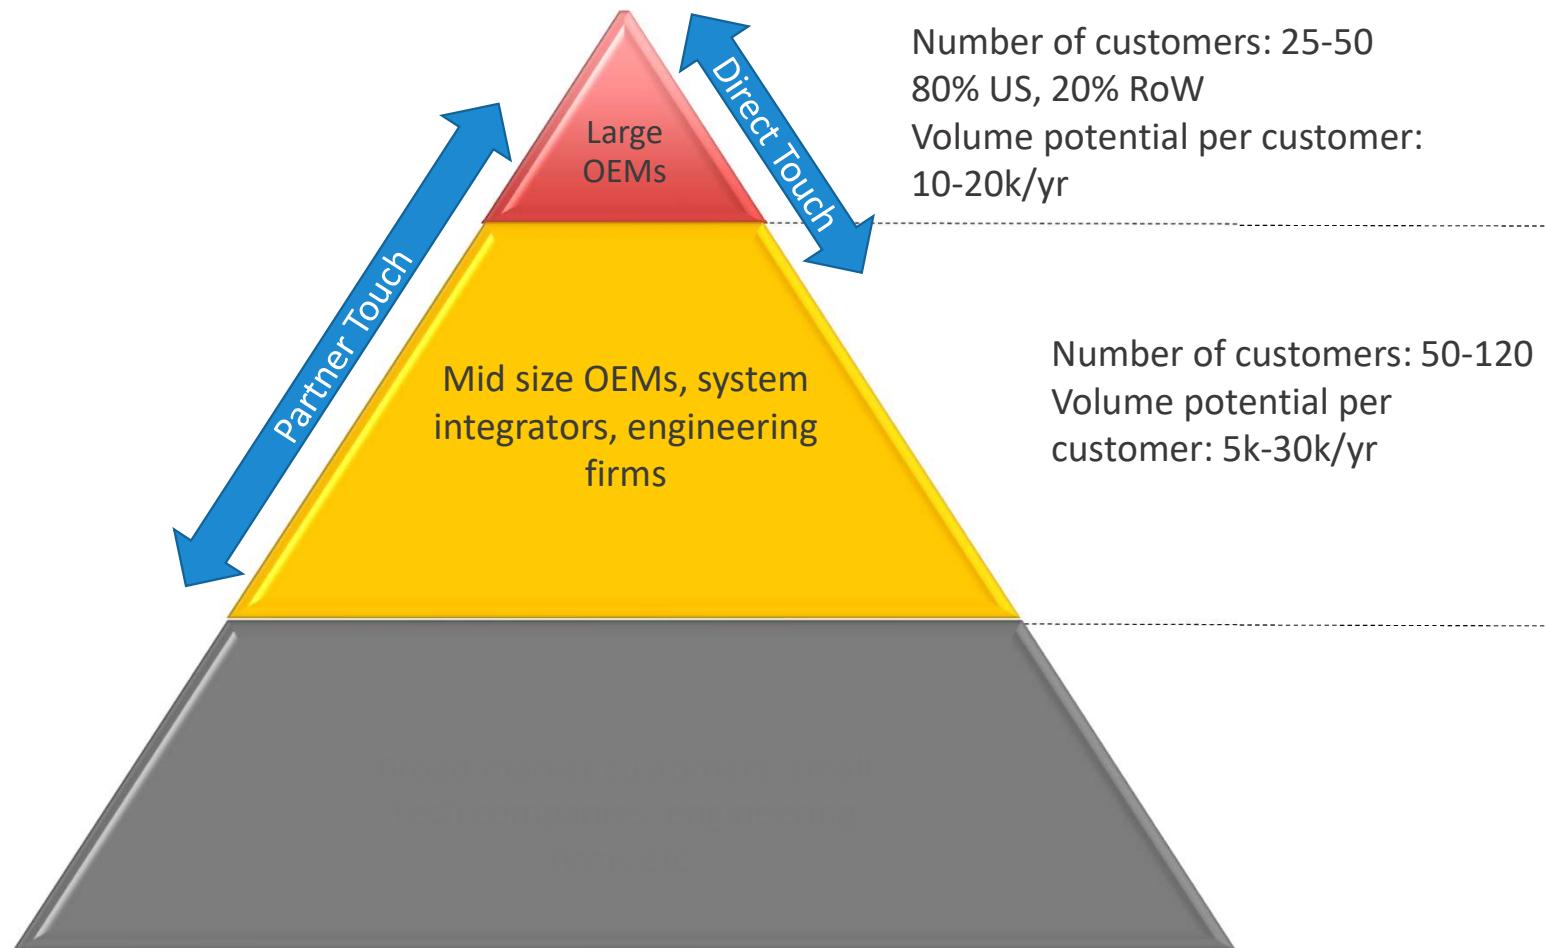 Number of customers: 25-50
80% US, 20% RoW
Volume potential per customer:
10-20k/yr
Direct Touch
Large
OEMs
Partner Touch
Number of customers: 50-120
Volume potential per
customer: 5k-30k/yr
Mid size OEMs, system
integrators, engineering
firms